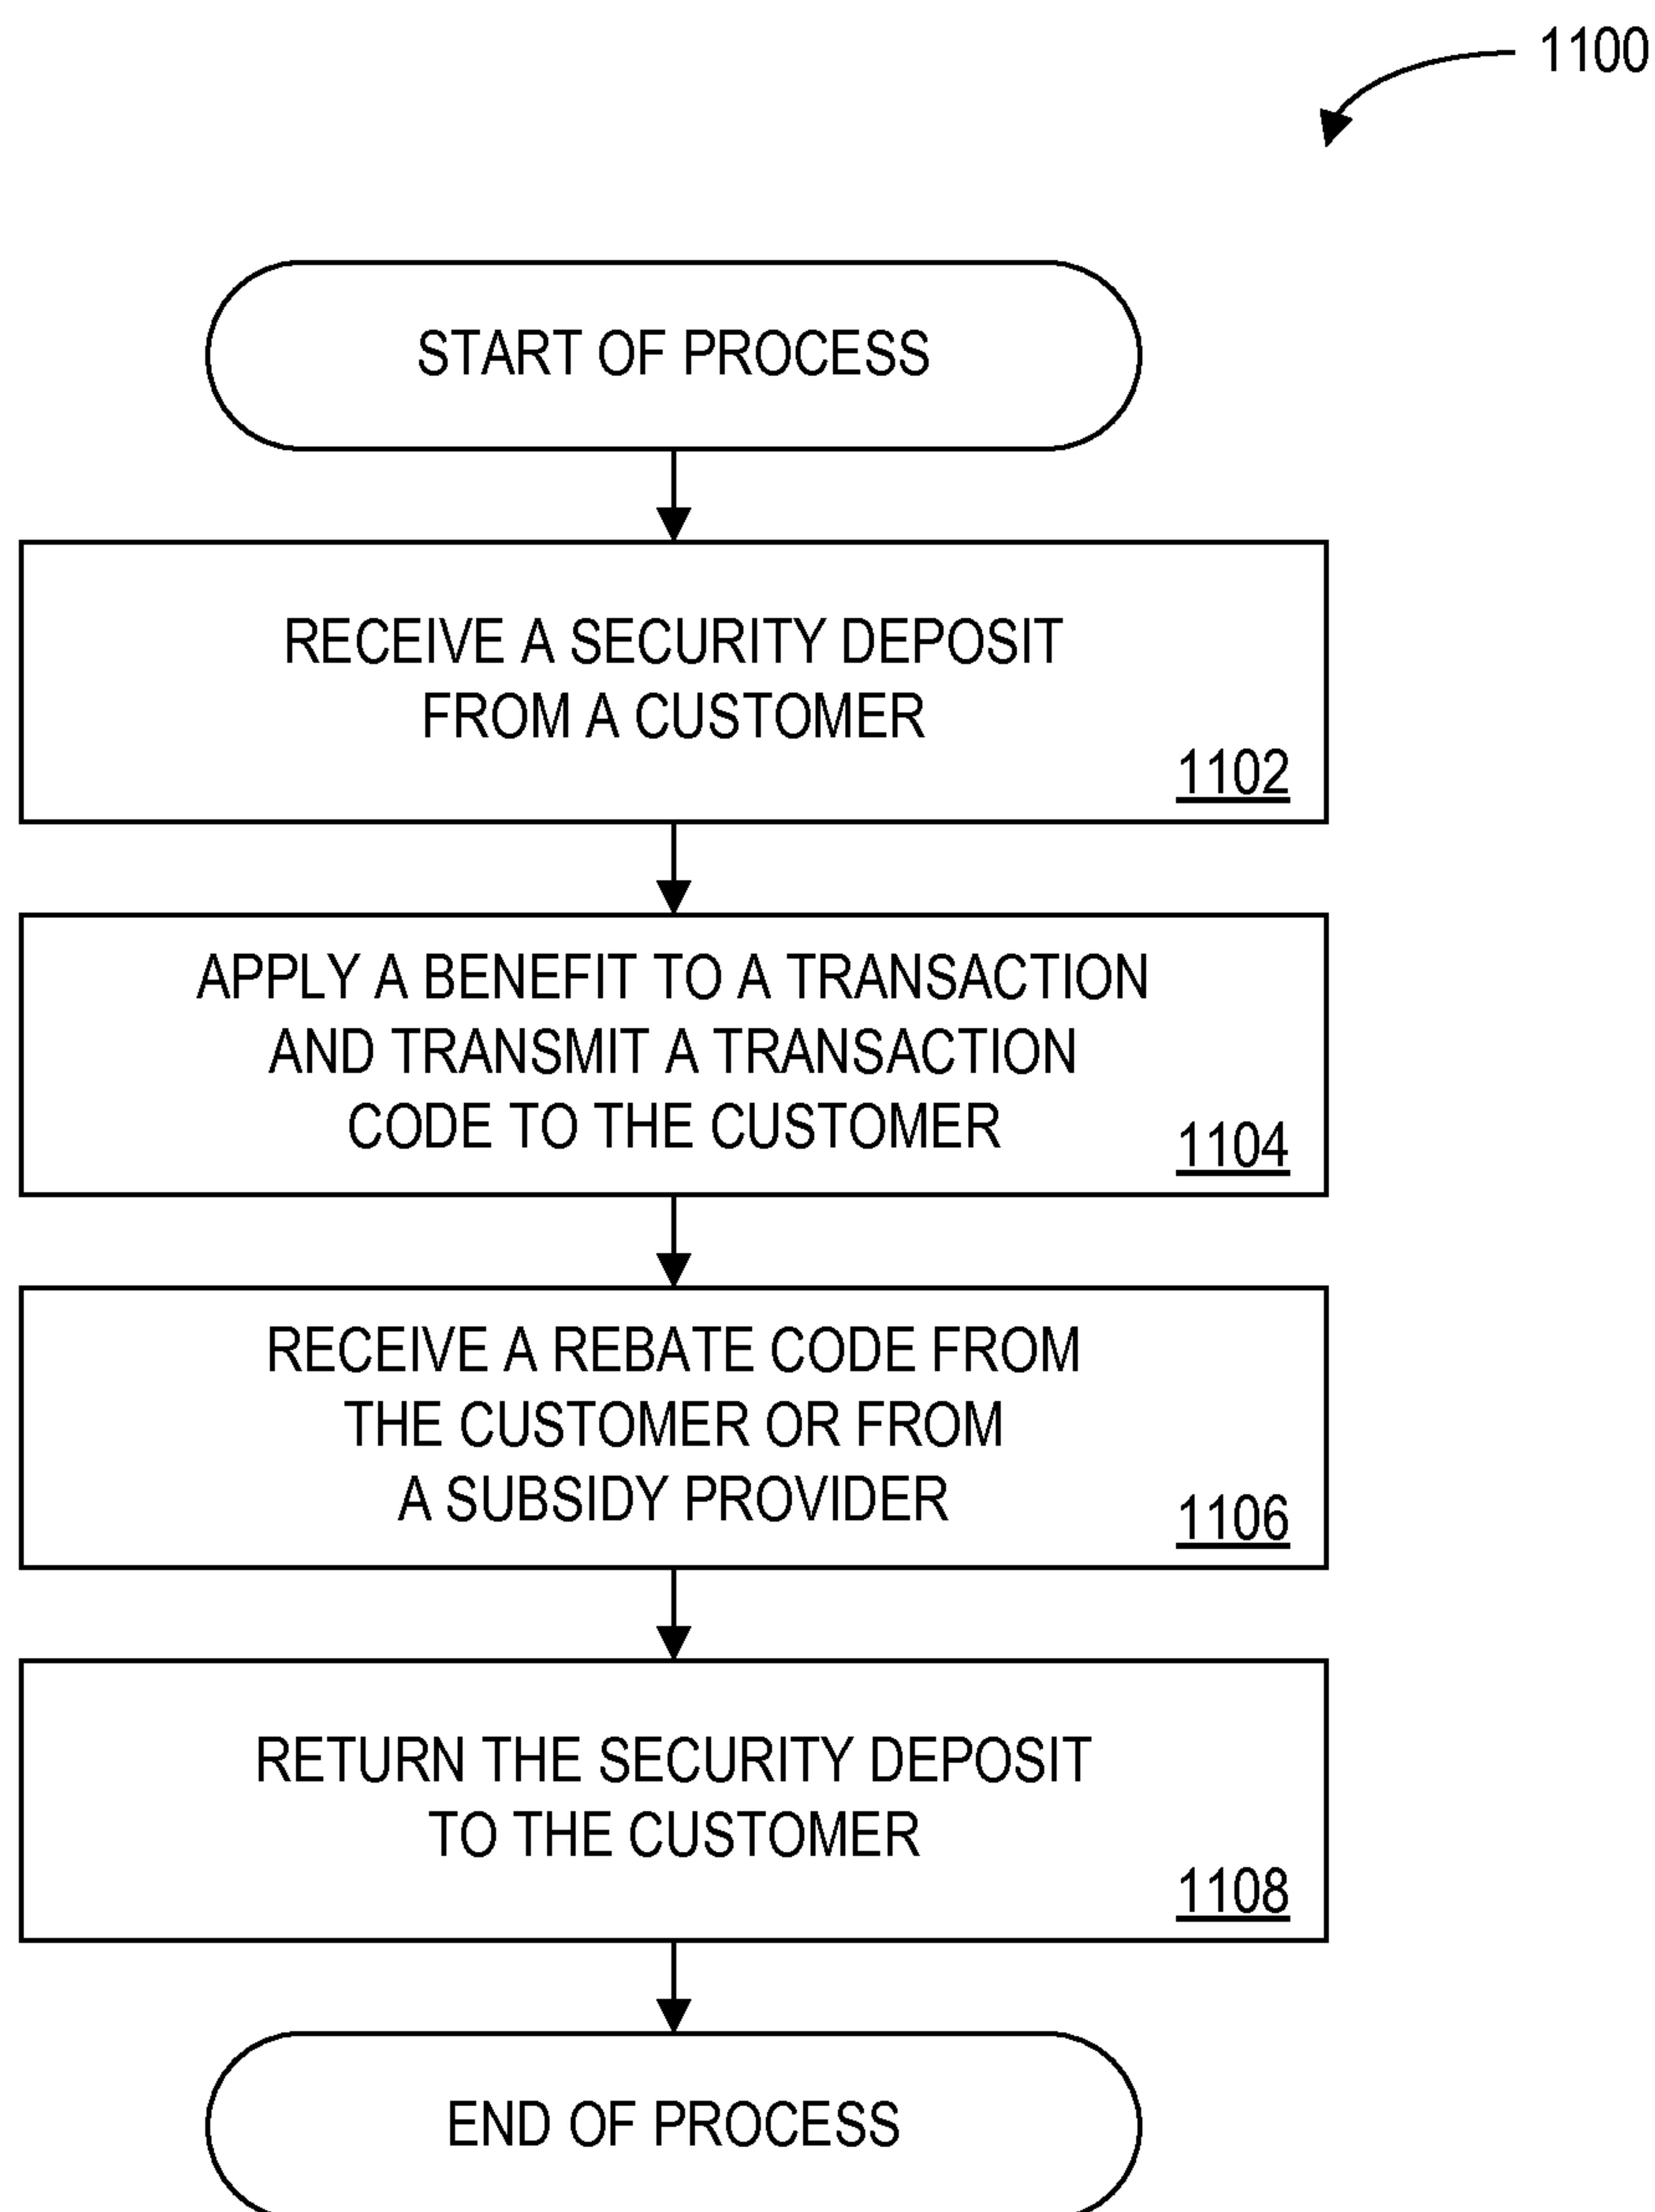 1100
START OF PROCESS
RECEIVE A SECURITY DEPOSIT
FROM A CUSTOMER
1102
APPLY A BENEFIT TO A TRANSACTION
AND TRANSMIT A TRANSACTION
CODE TO THE CUSTOMER
1104
RECEIVE A REBATE CODE FROM
THE CUSTOMER OR FROM
A SUBSIDY PROVIDER
1106
RETURN THE SECURITY DEPOSIT
TO THE CUSTOMER
1108
END OF PROCESS